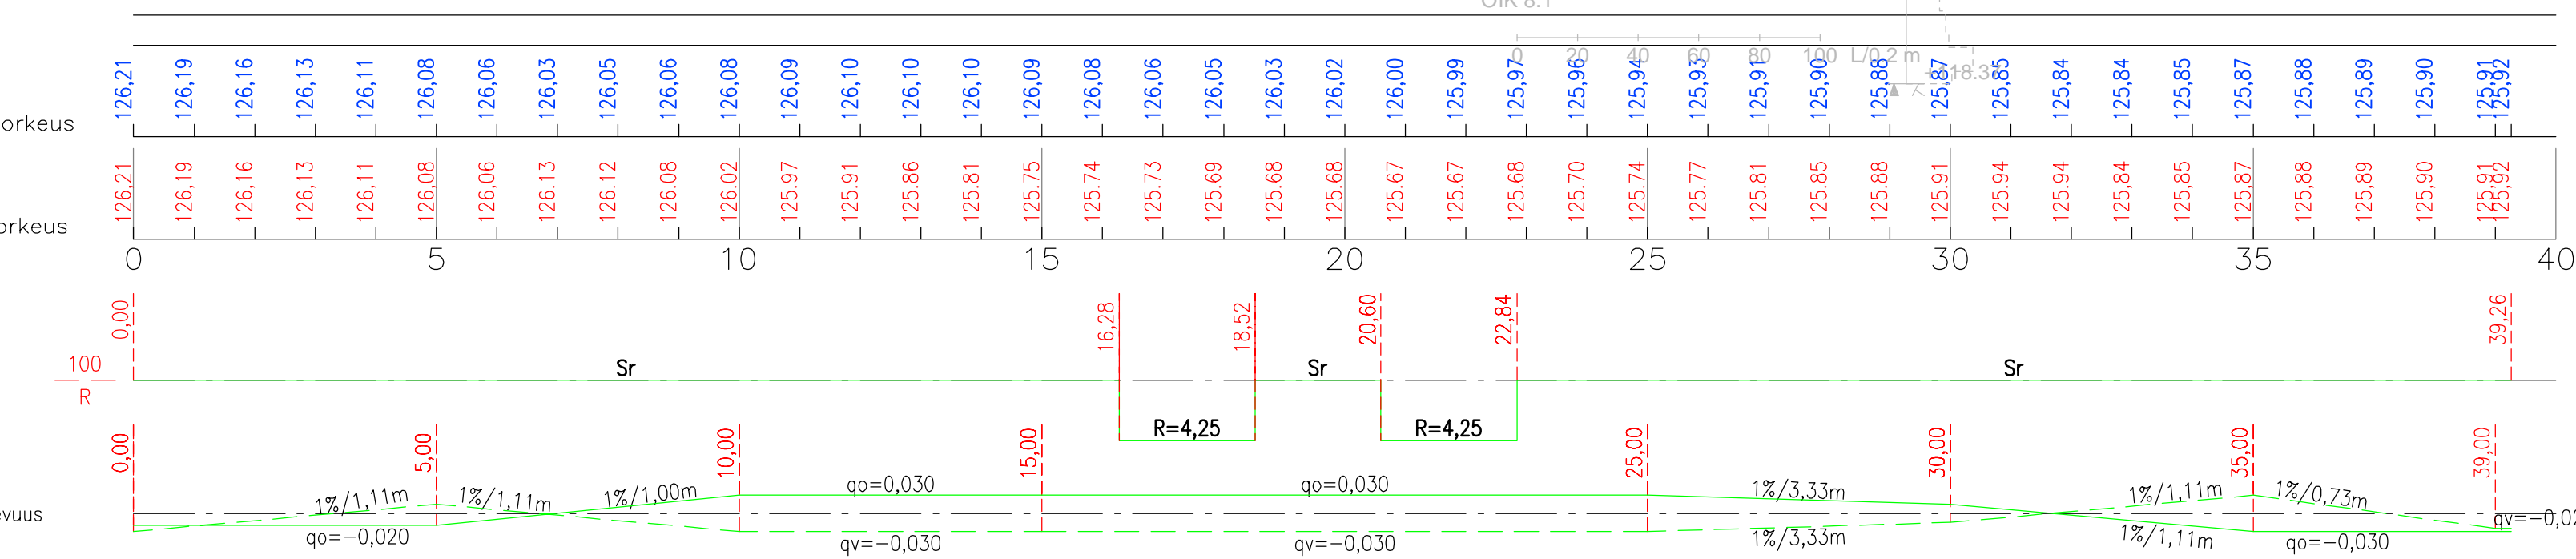 0 20 40 60 80 100 L/0.2 m
+118.37
126,21 126,19 126,16 126,13 126,11 126,08 126,06 126,03 126,05 126,06 126,08 126,09 126,10 126,10 126,10 126,09 126,08 126,06 126,05 126,03 126,02 126,00 125,99 125,97 125,96 125,94 125,93 125,91 125,90 125,88 125,87 125,85 125,84 125,84 125,85 125,87 125,88 125,89 125,90 125,91 125,92
orkeus
126,21 126,19 126,16 126,13 126,11 126,08 126,06 126.13 126.12 126.08 126.02 125.97 125.91 125.86 125.81 125.75 125.74 125.73 125.69 125.68 125.68 125.67 125.67 125.68 125.70 125.74 125.77 125.81 125.85 125.88 125.91 125.94 125.94 125,84 125,85 125,87 125,88 125,89 125,90 125,91 125,92
orkeus
0 5 10 15 20 25 30 35 40
0,00 16,28 18,52 20,60 22,84 39,26
100 Sr Sr Sr
R
R=4,25 R=4,25
0,00 5,00 10,00 15,00 25,00 30,00 35,00 39,00
1%/1,11m 1%/1,11m 1%/1,00m qo=0,030 qo=0,030 1%/3,33m 1%/1,11m 1%/0,73m
vuus
qo=-0,020 qv=-0,030 qv=-0,030 1%/3,33m 1%/1,11m qo=-0,030 qv=-0,02